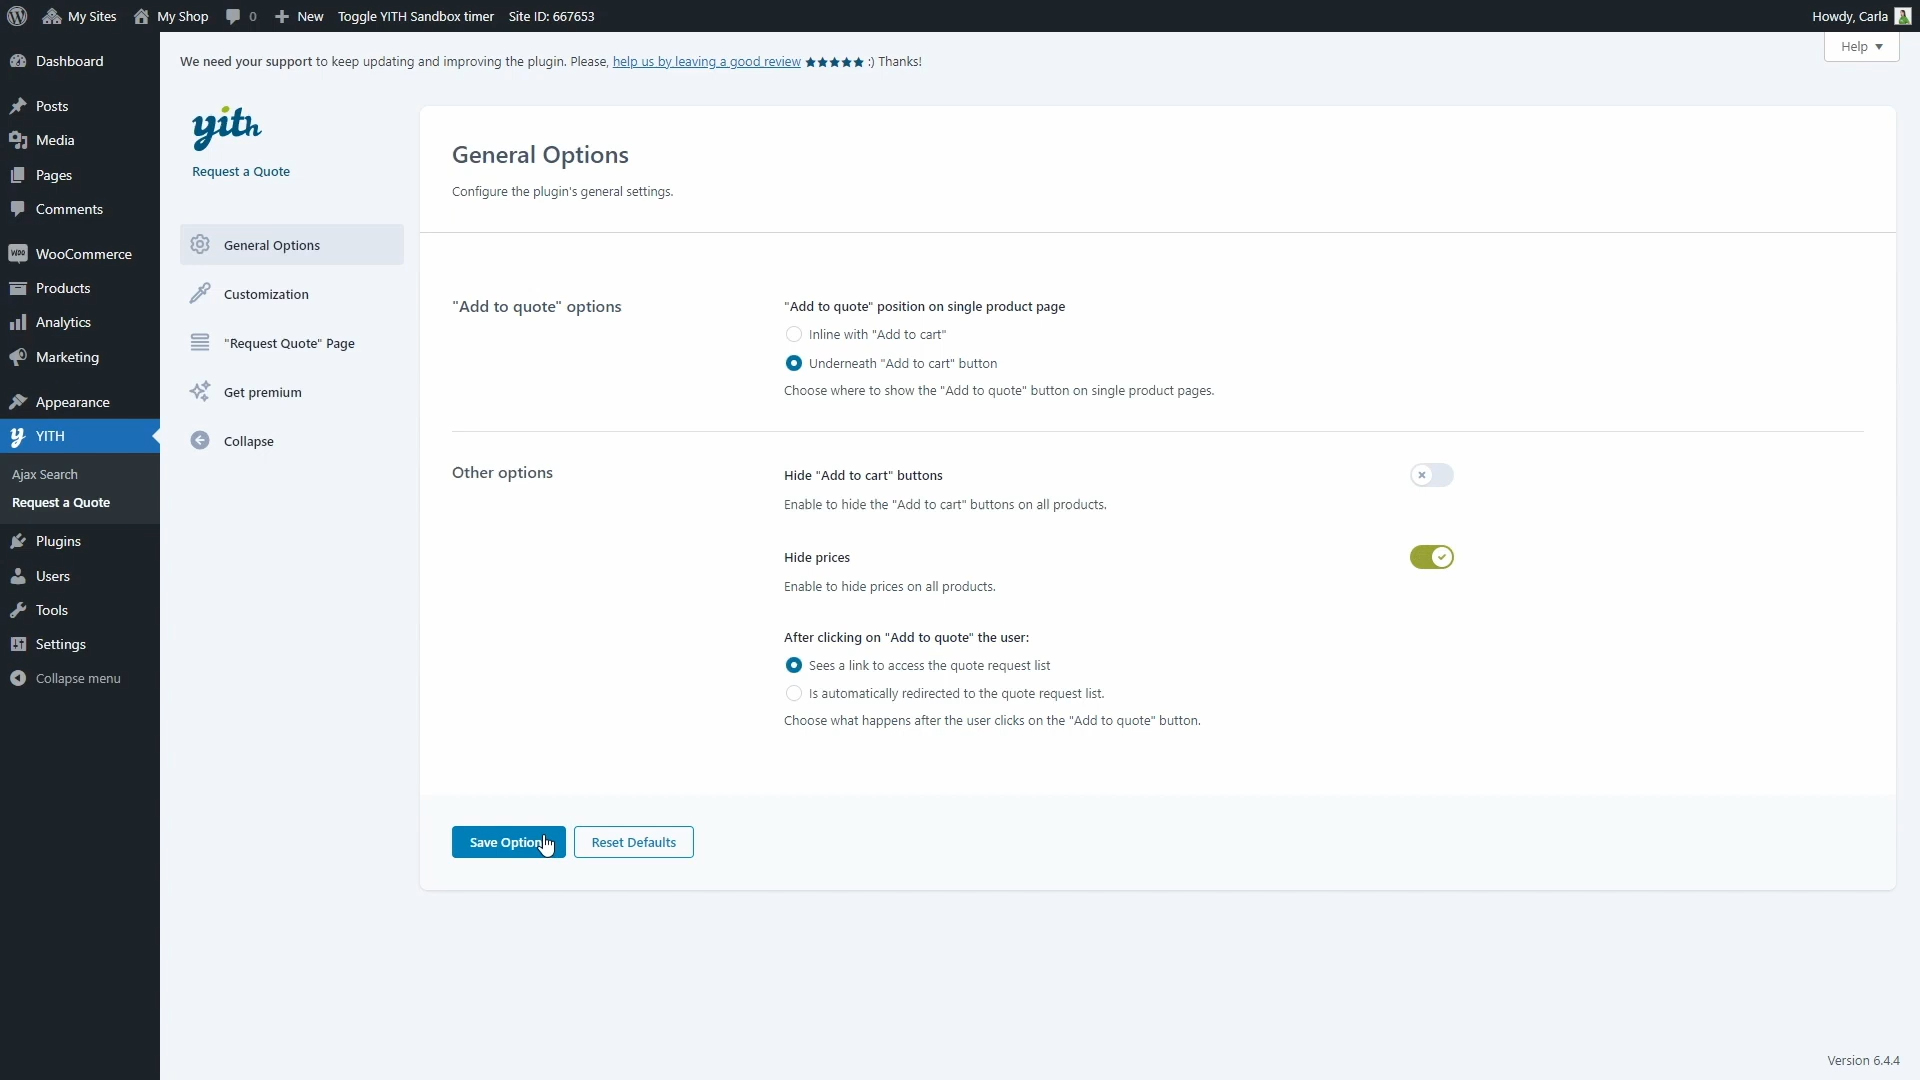 My Sites
My Shop
0
New
Toggle YITH Sandbox timer
Site ID: 667653
Howdy, Carla
Help
Dashboard
Posts
Media
Pages
Comments
WooCommerce
Products
Analytics
Marketing
Appearance
YITH
Ajax Search
Request a Quote
Plugins
Users
Tools
Settings
Collapse menu
We need your support to keep updating and improving the plugin. Please, help us by leaving a good review ★★★★★ :) Thanks!
yith
Request a Quote
General Options
Customization
"Request Quote" Page
Get premium
Collapse
General Options
Configure the plugin's general settings.
"Add to quote" options
"Add to quote" position on single product page
Inline with "Add to cart"
Underneath "Add to cart" button
Choose where to show the "Add to quote" button on single product pages.
Other options
Hide "Add to cart" buttons
Enable to hide the "Add to cart" buttons on all products.
Hide prices
Enable to hide prices on all products.
After clicking on "Add to quote" the user:
Sees a link to access the quote request list
Is automatically redirected to the quote request list.
Choose what happens after the user clicks on the "Add to quote" button.
Save Option
Reset Defaults
Version 6.4.4